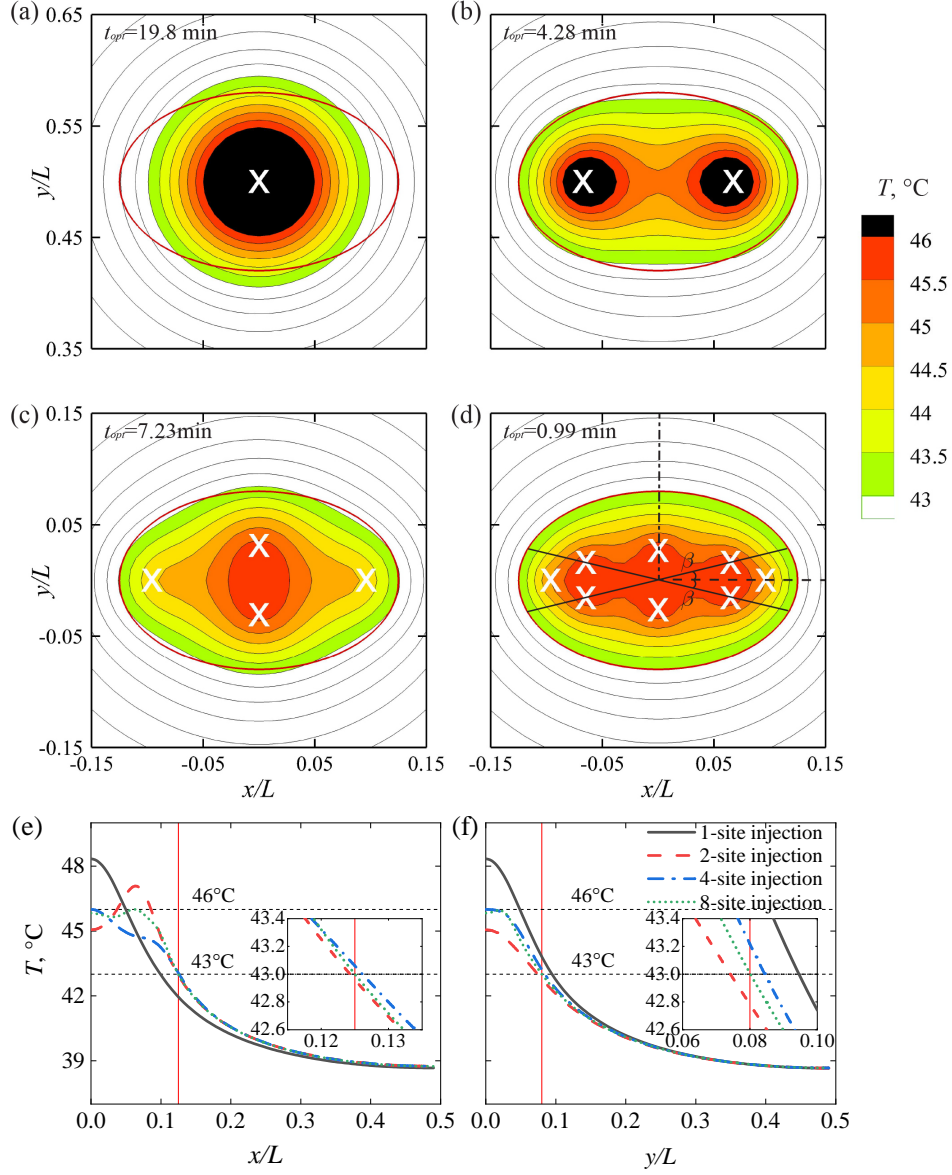 (a)
t_opt=19.8 min
X
0.65
0.55
0.45
0.35
y/L
(b)
t_opt=4.28 min
X X
T, °C
46
45.5
45
44.5
44
43.5
43
(c)
t_opt=7.23min
X
X X
X
0.15
0.05
-0.05
-0.15
y/L
-0.15 -0.05 0.05 0.15
x/L
(d)
t_opt=0.99 min
X
X X
X X
X X
X
β
β
-0.15 -0.05 0.05 0.15
x/L
(e)
48
45
42
39
T, °C
46°C
43°C
43.4
43.2
43.0
42.8
42.6
0.12 0.13
0.0 0.1 0.2 0.3 0.4 0.5
x/L
(f)
1-site injection
2-site injection
4-site injection
8-site injection
46°C
43°C
43.4
43.2
43.0
42.8
42.6
0.06 0.08 0.10
0.0 0.1 0.2 0.3 0.4 0.5
y/L